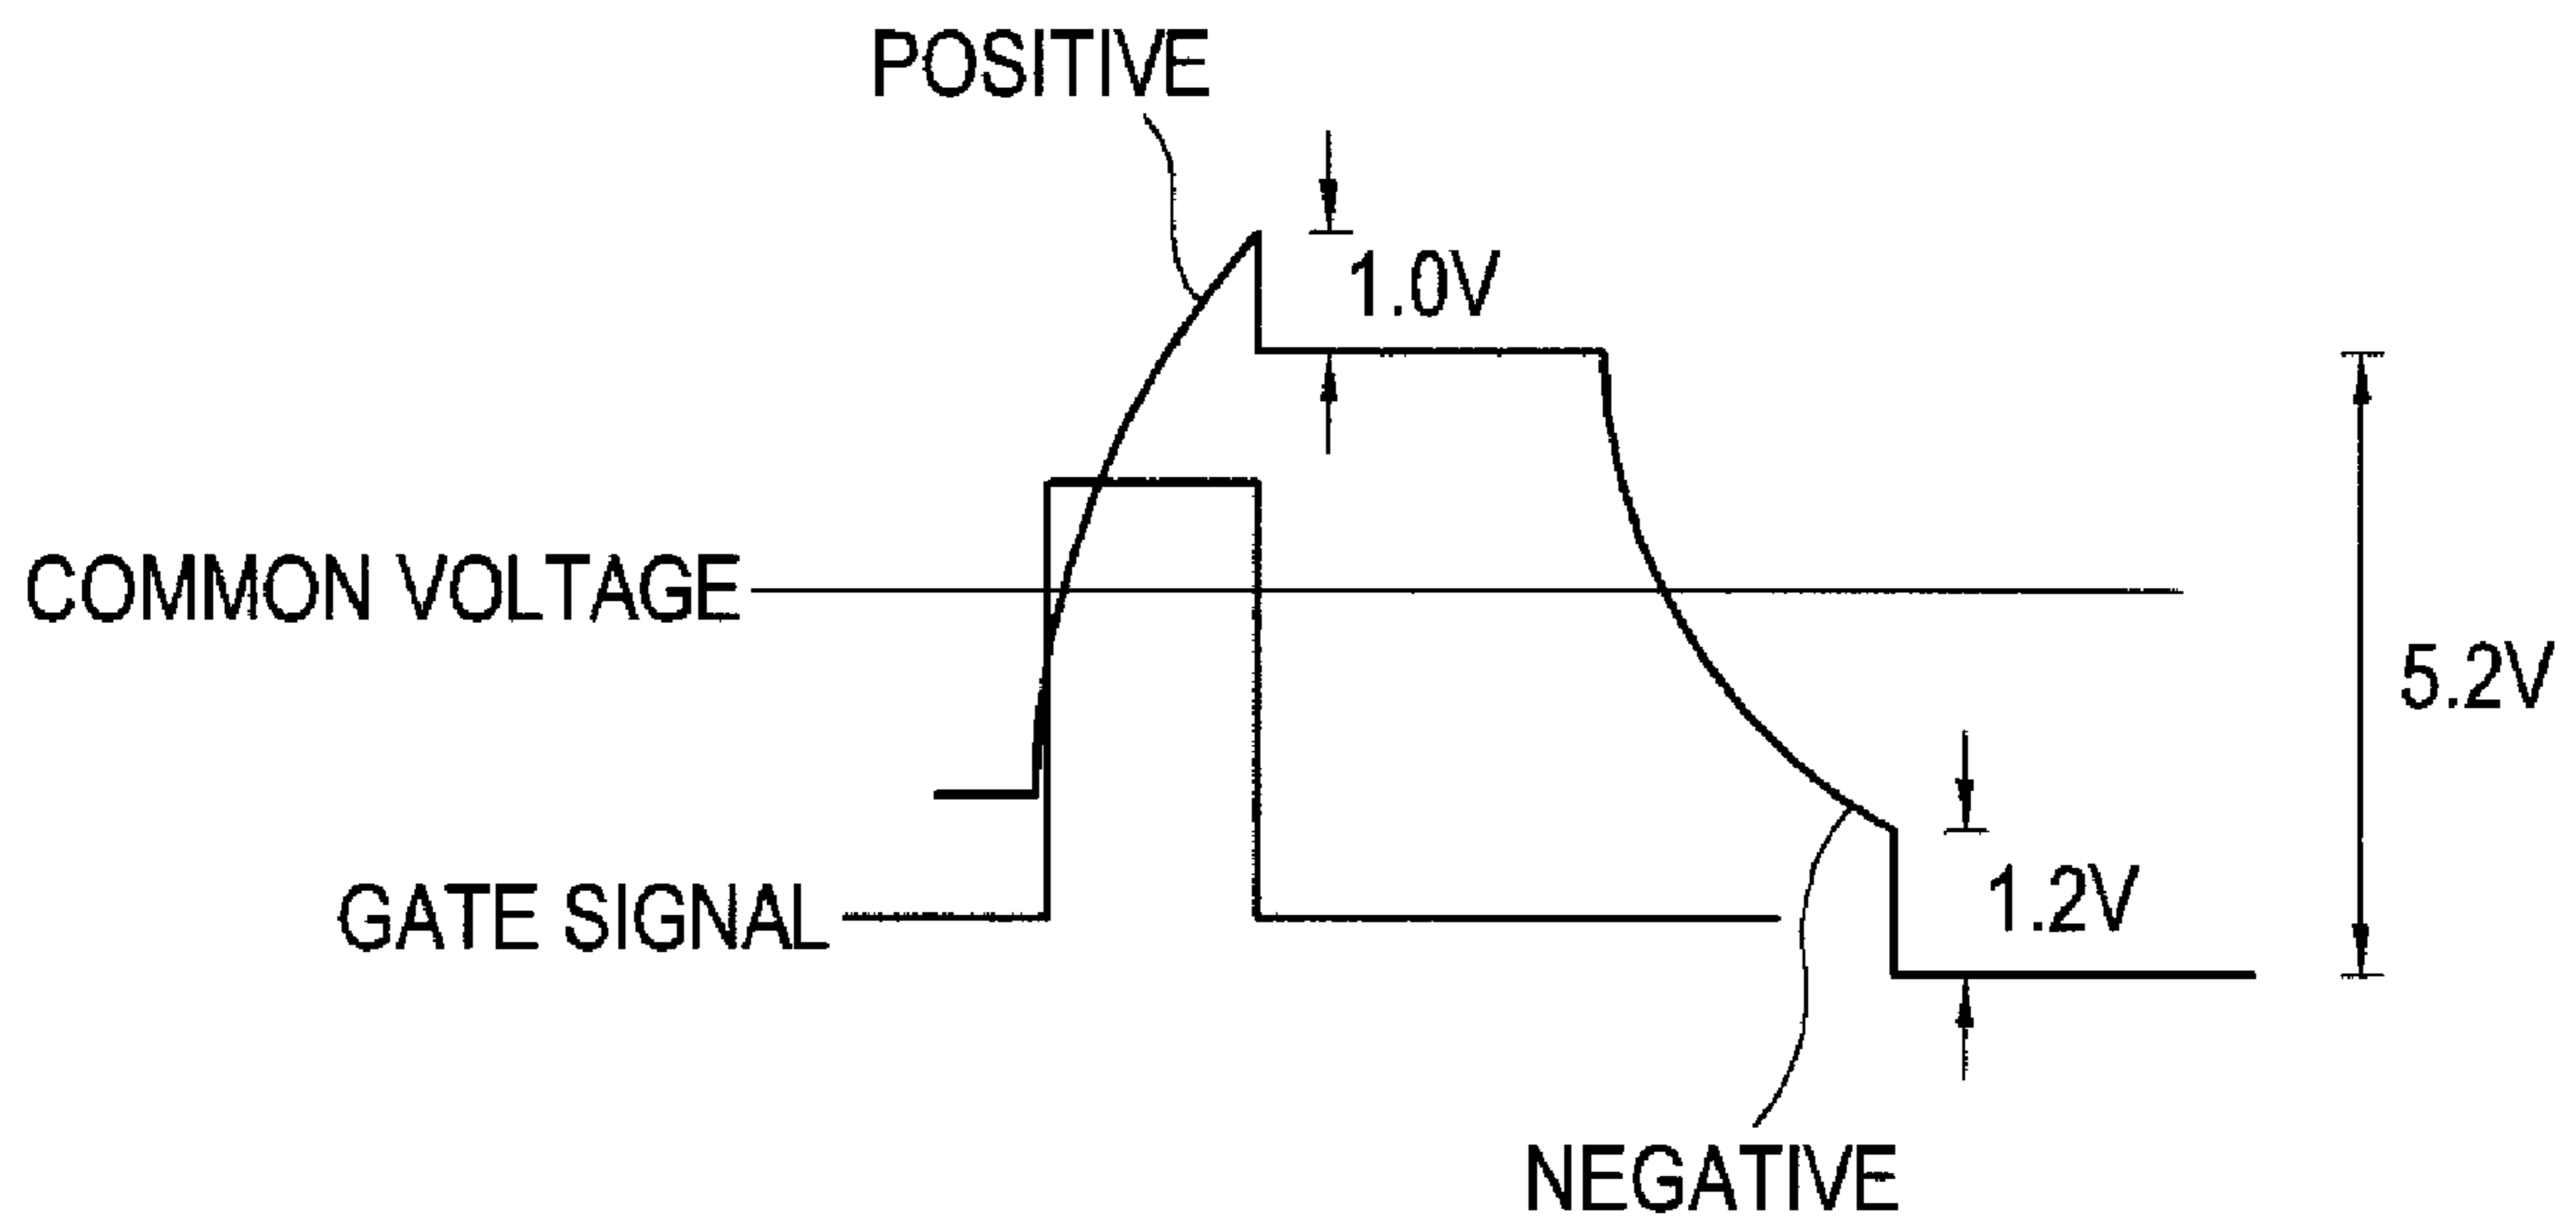 POSITIVE
1.0V
COMMON VOLTAGE
5.2V
GATE SIGNAL
1.2V
NEGATIVE